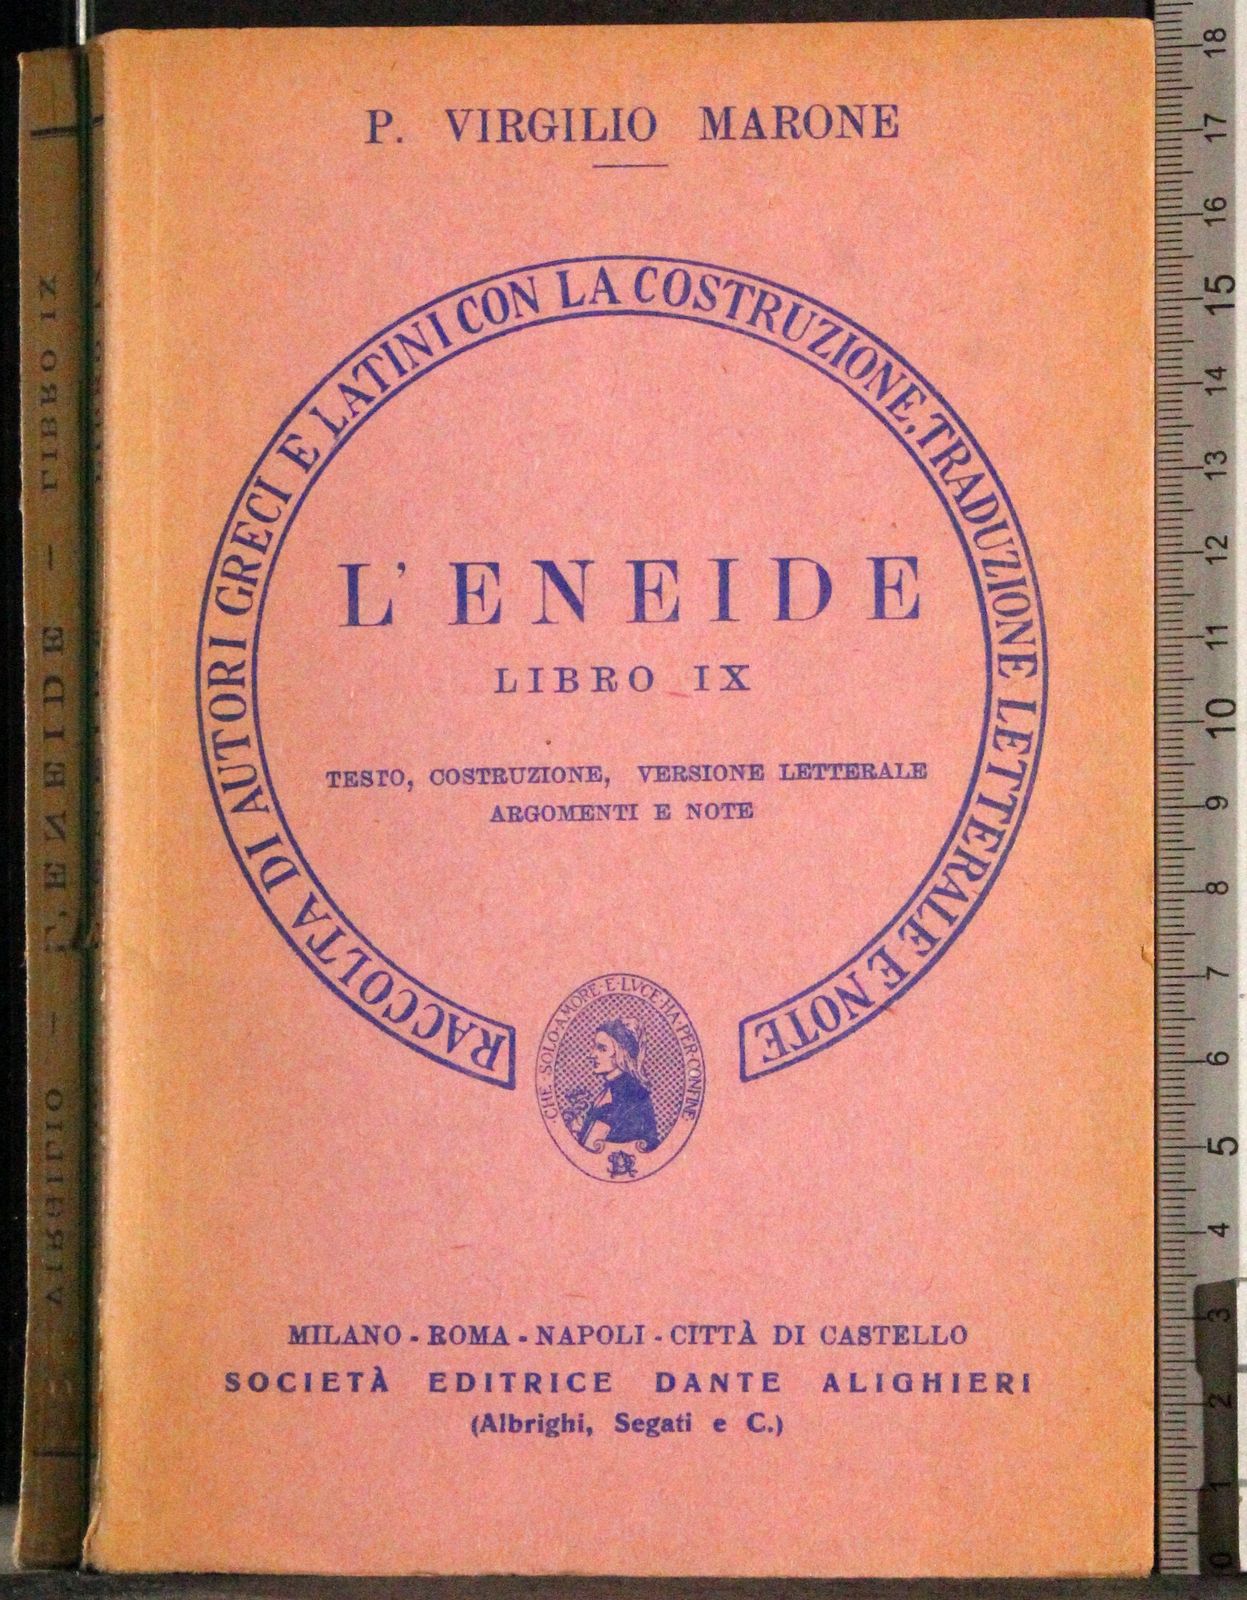 P. VIRGILIO MARONE
RACCOLTA DI AUTORI GRECI E LATINI CON LA COSTRUZIONE, TRADUZIONE LETTERALE E NOTE
L'ENEIDE
LIBRO IX
TESTO, COSTRUZIONE, VERSIONE LETTERALE
ARGOMENTI E NOTE
·CHE·SOLO·AMORE·E·LVCE·HA·PER·CONFINE·
MILANO - ROMA - NAPOLI - CITTÀ DI CASTELLO
SOCIETÀ EDITRICE DANTE ALIGHIERI
(Albrighi, Segati e C.)
VIRGILIO - L'ENEIDE - LIBRO IX
18
17
16
15
14
13
12
11
10
9
8
7
6
5
4
3
2
1
0